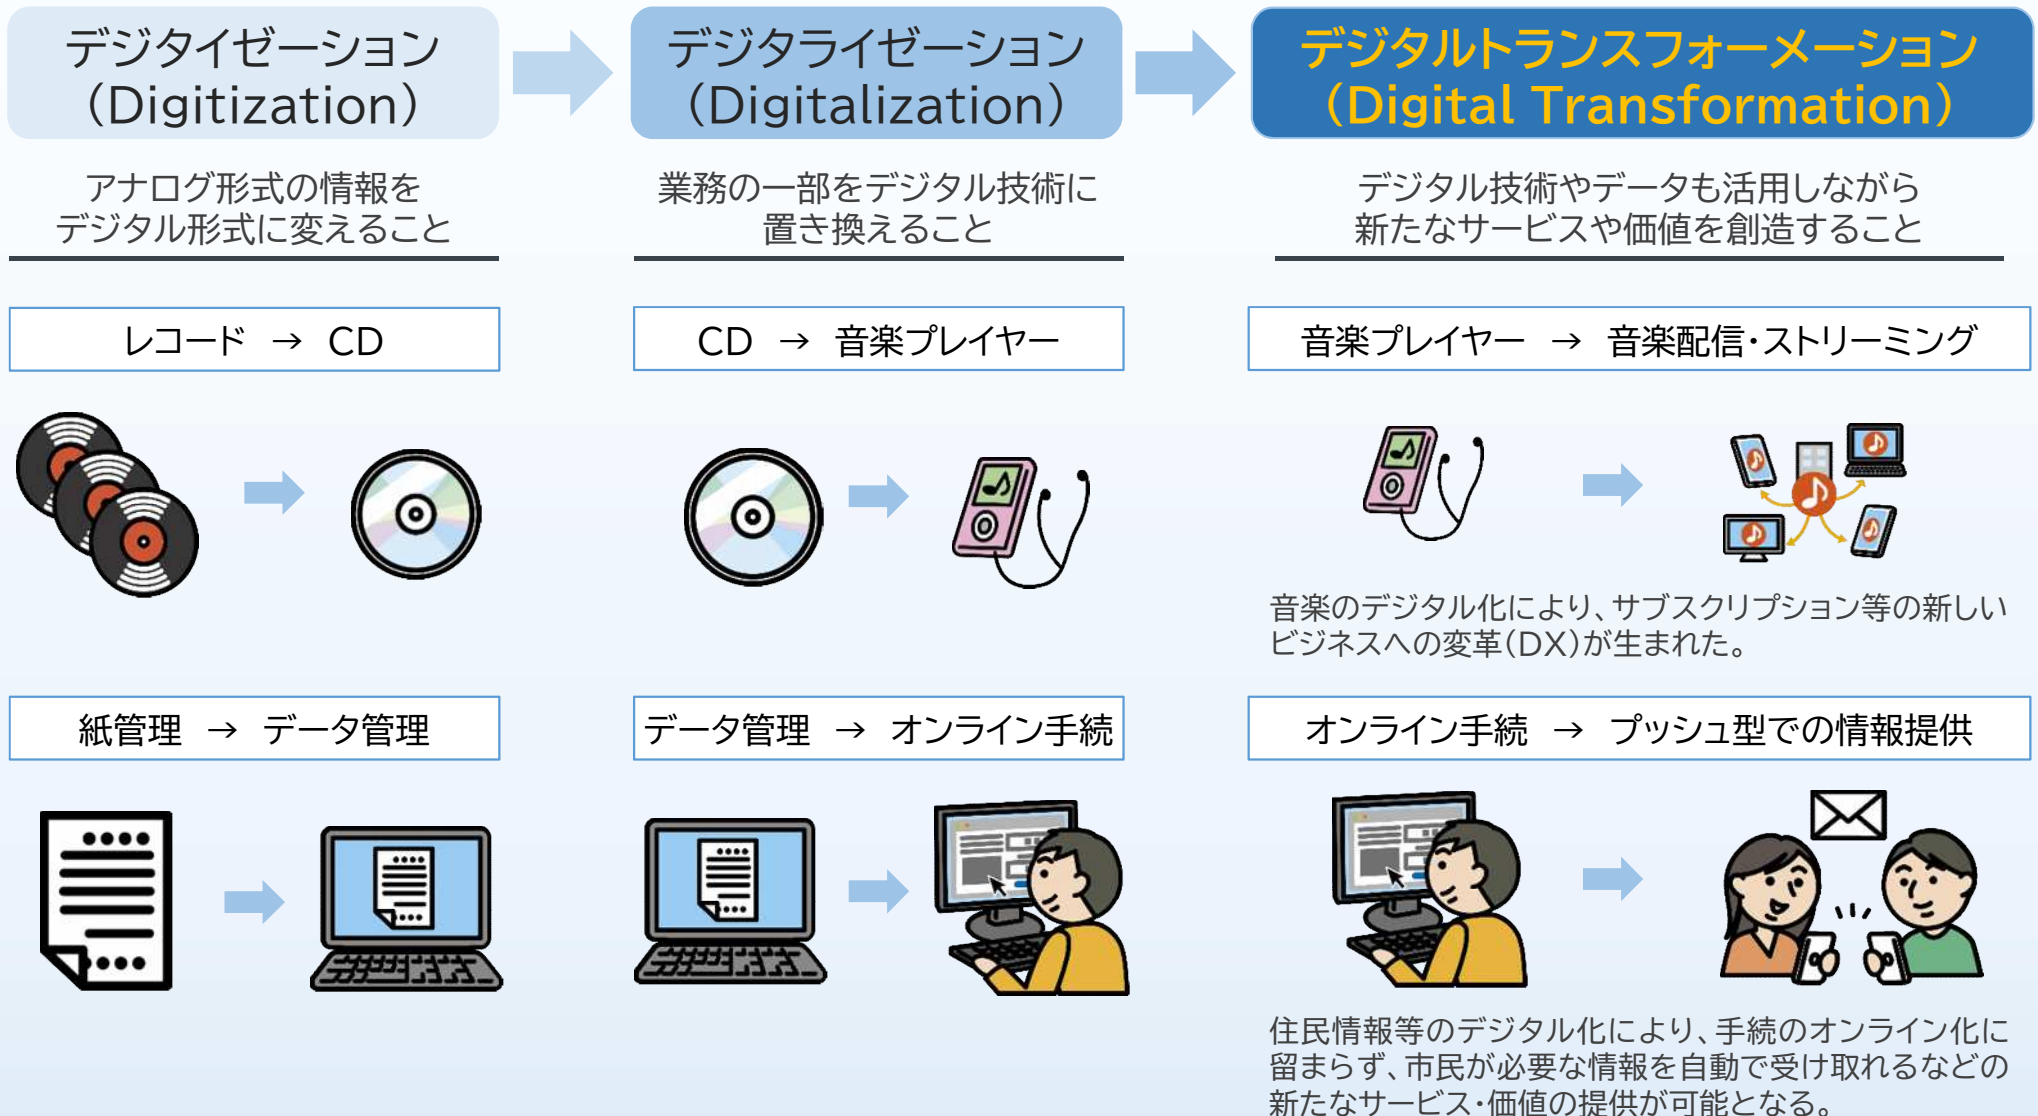 デジタイゼーション
（Digitization）
デジタライゼーション
（Digitalization）
デジタルトランスフォーメーション
（Digital Transformation）
アナログ形式の情報を
デジタル形式に変えること
業務の一部をデジタル技術に
置き換えること
デジタル技術やデータも活用しながら
新たなサービスや価値を創造すること
レコード → CD
CD → 音楽プレイヤー
音楽プレイヤー → 音楽配信・ストリーミング
音楽のデジタル化により、サブスクリプション等の新しい
ビジネスへの変革（DX）が生まれた。
紙管理 → データ管理
データ管理 → オンライン手続
オンライン手続 → プッシュ型での情報提供
住民情報等のデジタル化により、手続のオンライン化に
留まらず、市民が必要な情報を自動で受け取れるなどの
新たなサービス・価値の提供が可能となる。